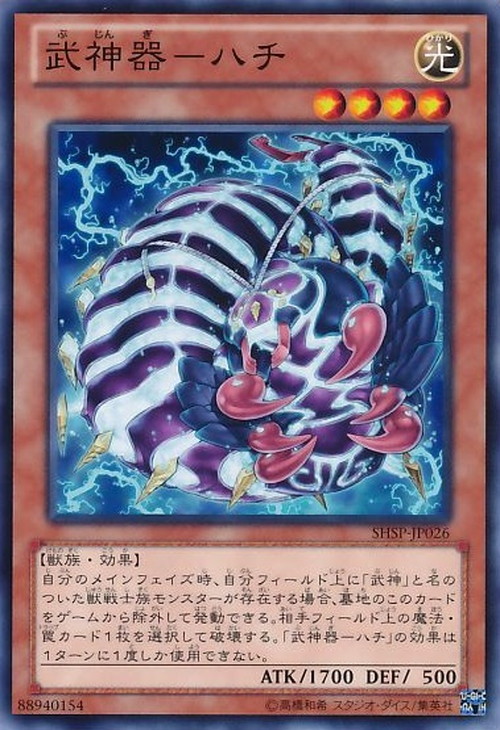 武神器－ハチ
光
SHSP-JP026
【獣族・効果】
自分のメインフェイズ時、自分フィールド上に「武神」と名の
ついた獣戦士族モンスターが存在する場合、墓地のこのカード
をゲームから除外して発動できる。相手フィールド上の魔法・
罠カード1枚を選択して破壊する。「武神器－ハチ」の効果は
1ターンに1度しか使用できない。
ATK/1700 DEF/ 500
88940154
©高橋和希 スタジオ・ダイス/集英社